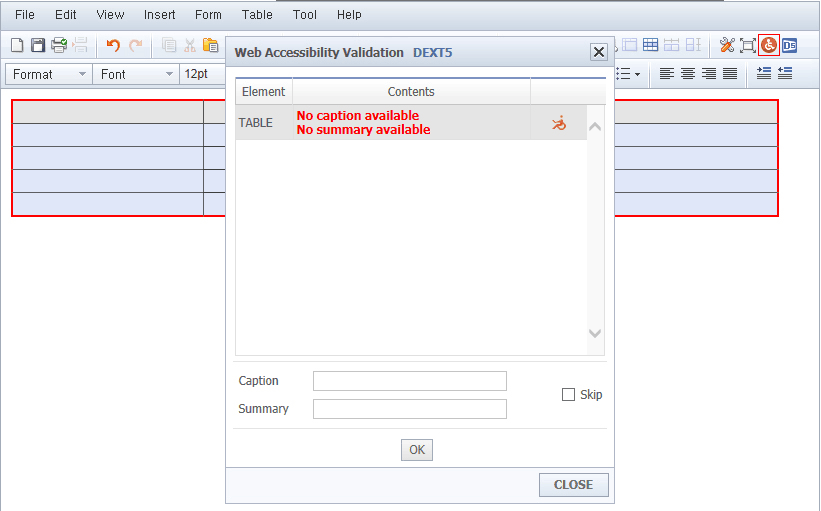 File Edit View Insert Form Table Tool Help
Format Font 12pt
Web Accessibility Validation DEXT5
Element Contents
TABLE
No caption available
No summary available
Caption
Skip
Summary
OK
CLOSE